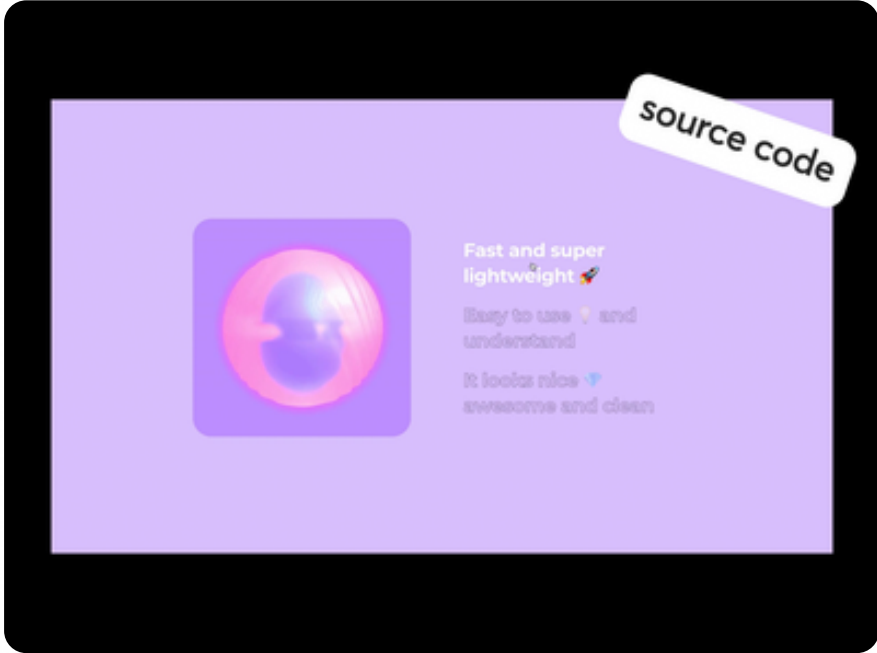 source code
Fast and super
lightweight 🚀
Easy to use 💡 and
understand
It looks nice 💎
awesome and clean